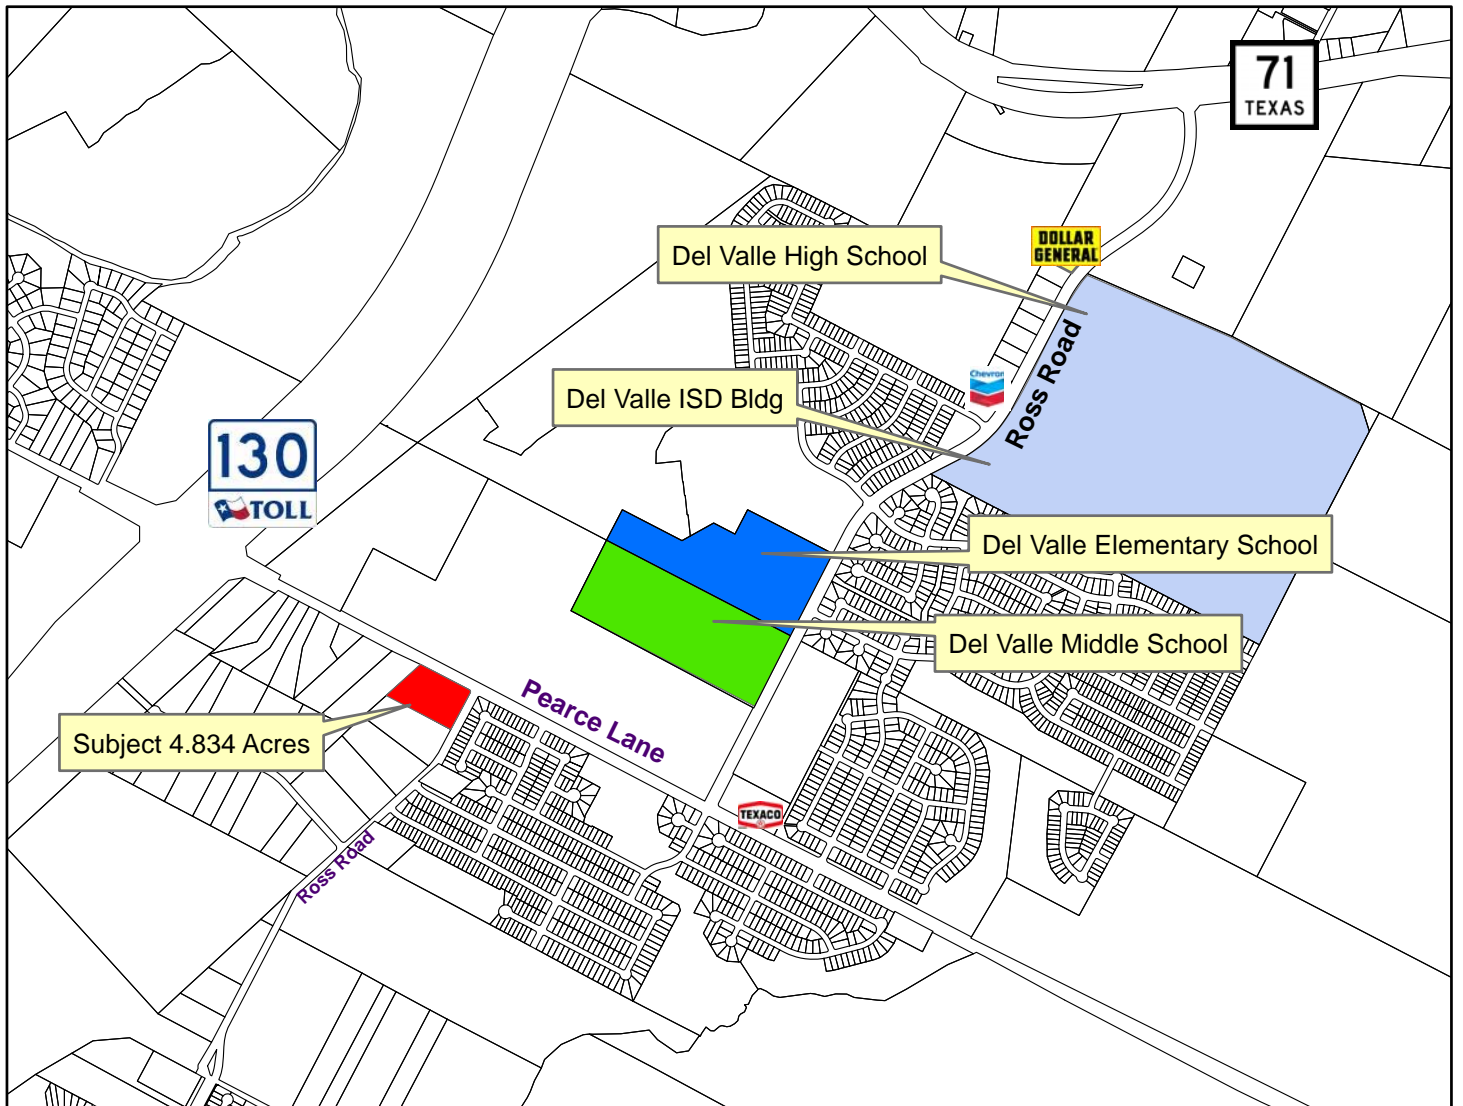 71
TEXAS
DOLLAR
GENERAL
Del Valle High School
Ross Road
Chevron
Del Valle ISD Bldg
130
TOLL
Del Valle Elementary School
Del Valle Middle School
Pearce Lane
Subject 4.834 Acres
TEXACO
Ross Road